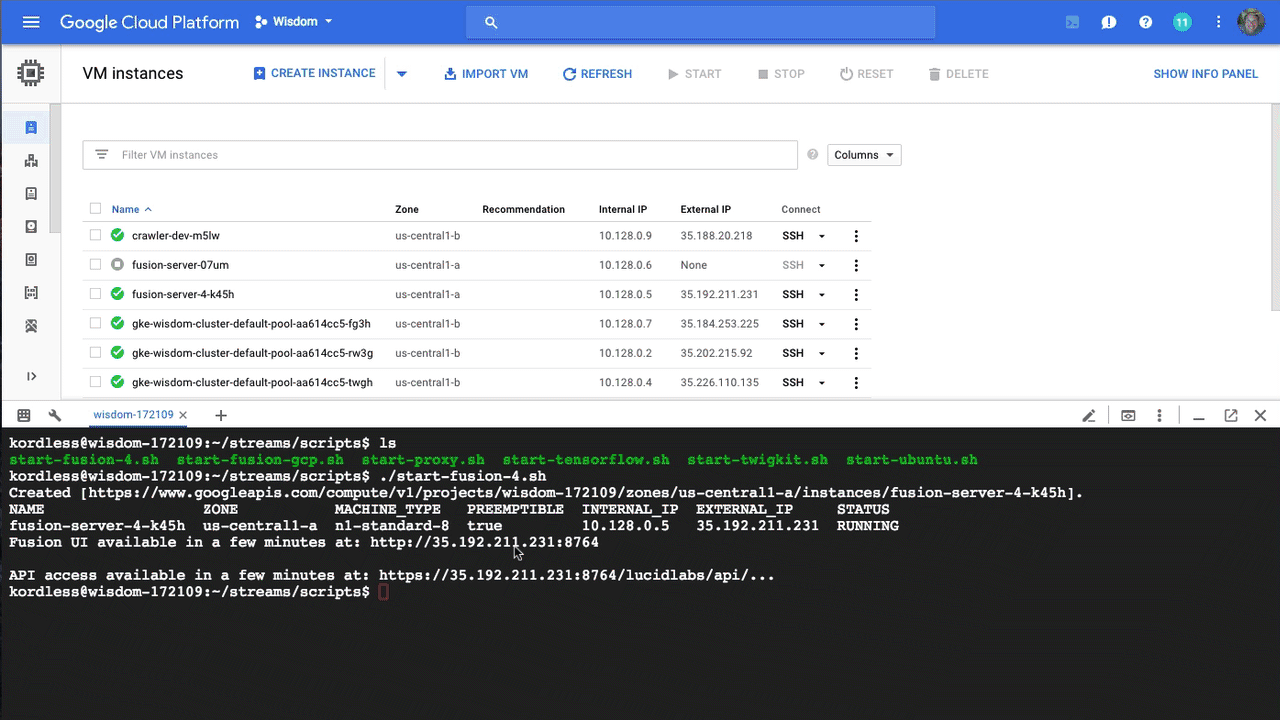 Google Cloud Platform Wisdom 11
VM instances CREATE INSTANCE IMPORT VM REFRESH START STOP RESET DELETE SHOW INFO PANEL
Filter VM instances Columns
Name Zone Recommendation Internal IP External IP Connect
crawler-dev-m5lw us-central1-b 10.128.0.9 35.188.20.218 SSH
fusion-server-07um us-central1-a 10.128.0.6 None SSH
fusion-server-4-k45h us-central1-a 10.128.0.5 35.192.211.231 SSH
gke-wisdom-cluster-default-pool-aa614cc5-fg3h us-central1-b 10.128.0.7 35.184.253.225 SSH
gke-wisdom-cluster-default-pool-aa614cc5-rw3g us-central1-b 10.128.0.2 35.202.215.92 SSH
gke-wisdom-cluster-default-pool-aa614cc5-twgh us-central1-b 10.128.0.4 35.226.110.135 SSH
wisdom-172109
kordless@wisdom-172109:~/streams/scripts$ ls
start-fusion-4.sh start-fusion-gcp.sh start-proxy.sh start-tensorflow.sh start-twigkit.sh start-ubuntu.sh
kordless@wisdom-172109:~/streams/scripts$ ./start-fusion-4.sh
Created [https://www.googleapis.com/compute/v1/projects/wisdom-172109/zones/us-central1-a/instances/fusion-server-4-k45h].
NAME ZONE MACHINE_TYPE PREEMPTIBLE INTERNAL_IP EXTERNAL_IP STATUS
fusion-server-4-k45h us-central1-a n1-standard-8 true 10.128.0.5 35.192.211.231 RUNNING
Fusion UI available in a few minutes at: http://35.192.211.231:8764
API access available in a few minutes at: https://35.192.211.231:8764/lucidlabs/api/...
kordless@wisdom-172109:~/streams/scripts$